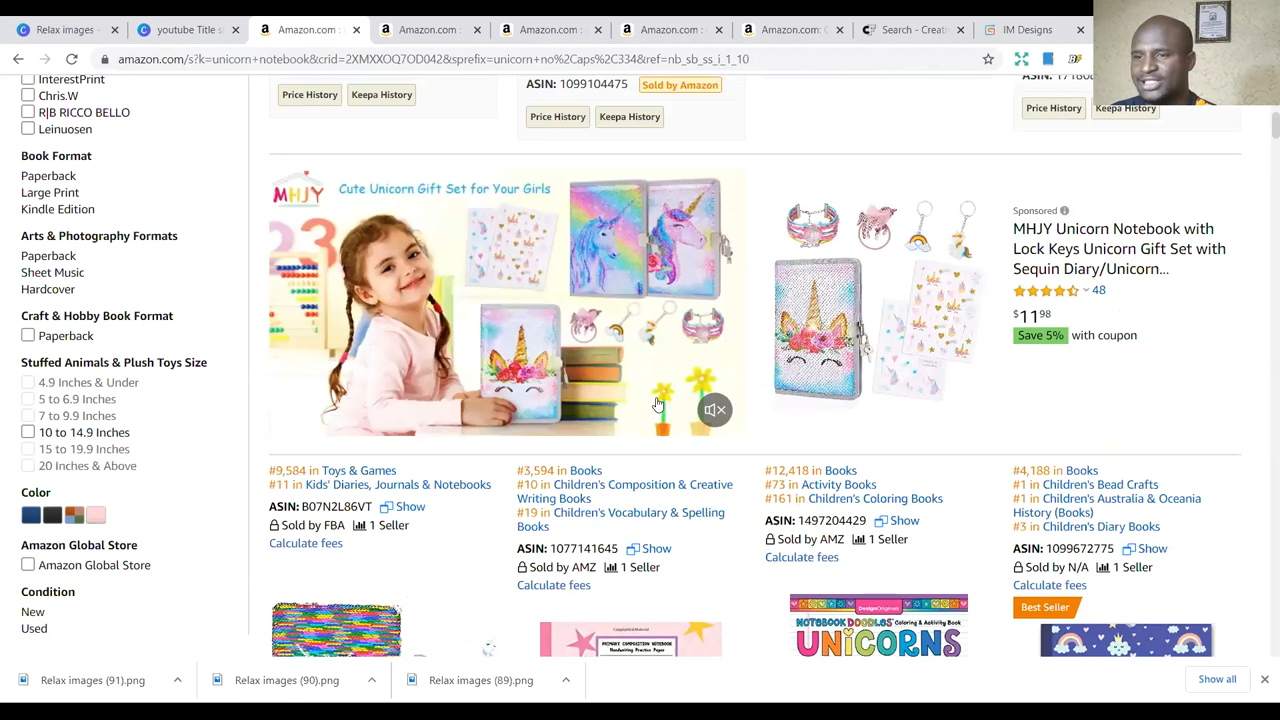 Relax images -
youtube Title s
Amazon.com :
Amazon.com :
Amazon.com :
Amazon.com :
Amazon.com: 
Search - Creat
IM Designs
amazon.com/s?k=unicorn+notebook&crid=2XMXXOQ7OD042&sprefix=unicorn+no%2Caps%2C334&ref=nb_sb_ss_i_1_10
InterestPrint
Chris.W
R|B RICCO BELLO
Leinuosen
Book Format
Paperback
Large Print
Kindle Edition
Arts & Photography Formats
Paperback
Sheet Music
Hardcover
Craft & Hobby Book Format
Paperback
Stuffed Animals & Plush Toys Size
4.9 Inches & Under
5 to 6.9 Inches
7 to 9.9 Inches
10 to 14.9 Inches
15 to 19.9 Inches
20 Inches & Above
Color
Amazon Global Store
Amazon Global Store
Condition
New
Used
Price History
Keepa History
ASIN: 1099104475
Sold by Amazon
Price History
Keepa History
Price History
Keepa History
MHJY
Cute Unicorn Gift Set for Your Girls
Sponsored
MHJY Unicorn Notebook with
Lock Keys Unicorn Gift Set with
Sequin Diary/Unicorn...
48
$1198
Save 5% with coupon
#9,584 in Toys & Games
#11 in Kids' Diaries, Journals & Notebooks
ASIN: B07N2L86VT Show
Sold by FBA 1 Seller
Calculate fees
#3,594 in Books
#10 in Children's Composition & Creative
Writing Books
#19 in Children's Vocabulary & Spelling
Books
ASIN: 1077141645 Show
Sold by AMZ 1 Seller
Calculate fees
#12,418 in Books
#73 in Activity Books
#161 in Children's Coloring Books
ASIN: 1497204429 Show
Sold by AMZ 1 Seller
Calculate fees
#4,188 in Books
#1 in Children's Bead Crafts
#1 in Children's Australia & Oceania
History (Books)
#3 in Children's Diary Books
ASIN: 1099672775 Show
Sold by N/A 1 Seller
Calculate fees
Best Seller
PRIMARY COMPOSITION NOTEBOOK
Handwriting Practice Paper
DesignOriginals
NOTEBOOK DOODLES Coloring & Activity Book
UNICORNS
Relax images (91).png
Relax images (90).png
Relax images (89).png
Show all